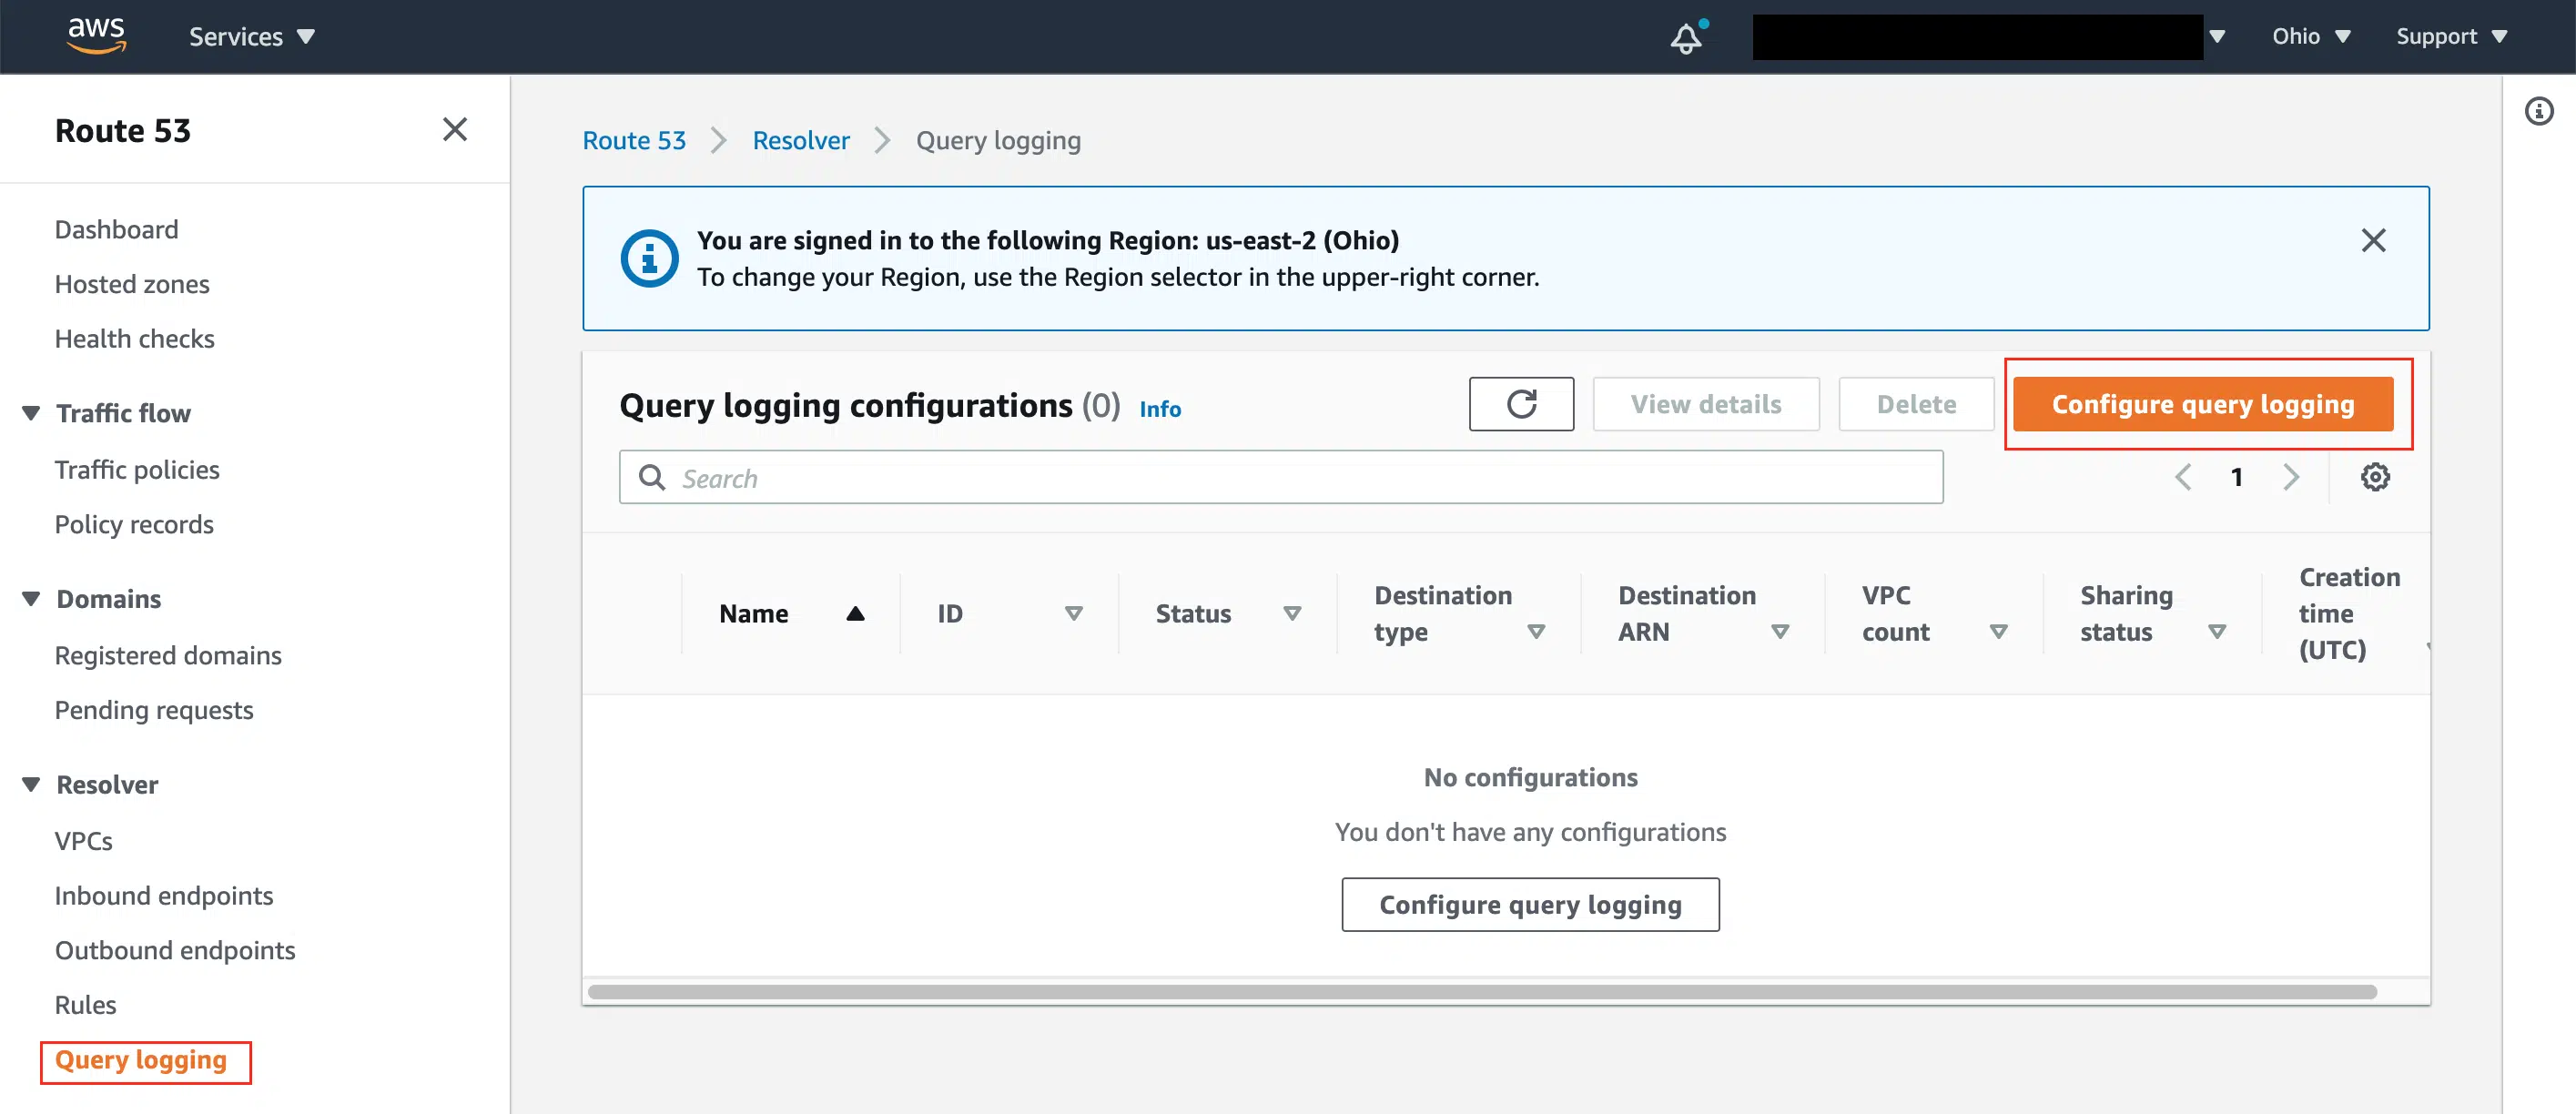 aws Services Ohio Support
Route 53
Dashboard
Hosted zones
Health checks
Traffic flow
Traffic policies
Policy records
Domains
Registered domains
Pending requests
Resolver
VPCs
Inbound endpoints
Outbound endpoints
Rules
Query logging
Route 53 Resolver Query logging
You are signed in to the following Region: us-east-2 (Ohio)
To change your Region, use the Region selector in the upper-right corner.
Query logging configurations (0) Info View details Delete Configure query logging
Search 1
Name ID Status Destination type Destination ARN VPC count Sharing status Creation time (UTC)
No configurations
You don't have any configurations
Configure query logging